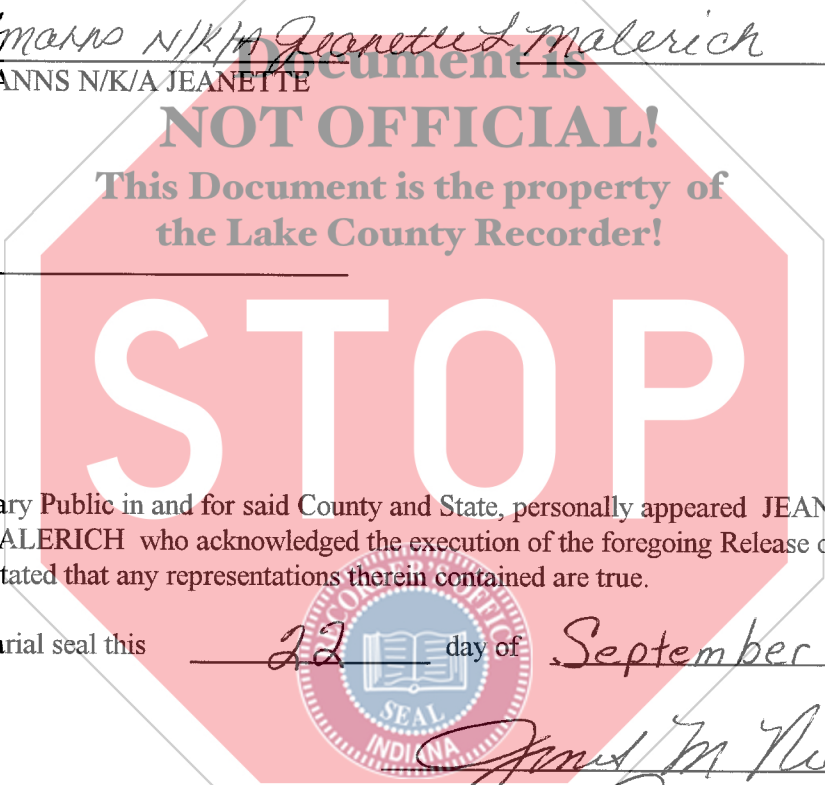 marns N/K/A Jeanette L Malerich
Document is
ANNS N/K/A JEANETTE
NOT OFFICIAL!
This Document is the property of
the Lake County Recorder!
STOP
ary Public in and for said County and State, personally appeared JEAN
ALERICH who acknowledged the execution of the foregoing Release o
tated that any representations therein contained are true.
RECORDER'S OFFIC
arial seal this 22 day of September
SEAL
INDIANA
M